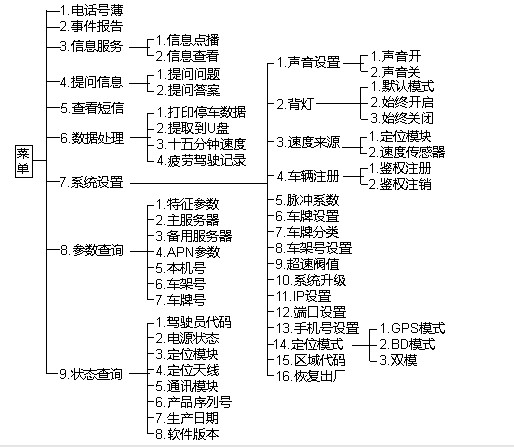 菜单
1.电话号薄
2.事件报告
3.信息服务
1.信息点播
2.信息查看
4.提问信息
1.提问问题
2.提问答案
5.查看短信
6.数据处理
1.打印停车数据
2.提取到U盘
3.十五分钟速度
4.疲劳驾驶记录
7.系统设置
1.声音设置
1.声音开
2.声音关
2.背灯
1.默认模式
2.始终开启
3.始终关闭
3.速度来源
1.定位模块
2.速度传感器
4.车辆注册
1.鉴权注册
2.鉴权注销
5.脉冲系数
6.车牌设置
7.车牌分类
8.车架号设置
9.超速阀值
10.系统升级
11.IP设置
12.端口设置
13.手机号设置
14.定位模式
1.GPS模式
2.BD模式
3.双模
15.区域代码
16.恢复出厂
8.参数查询
1.特征参数
2.主服务器
3.备用服务器
4.APN参数
5.本机号
6.车架号
7.车牌号
9.状态查询
1.驾驶员代码
2.电源状态
3.定位模块
4.定位天线
5.通讯模块
6.产品序列号
7.生产日期
8.软件版本